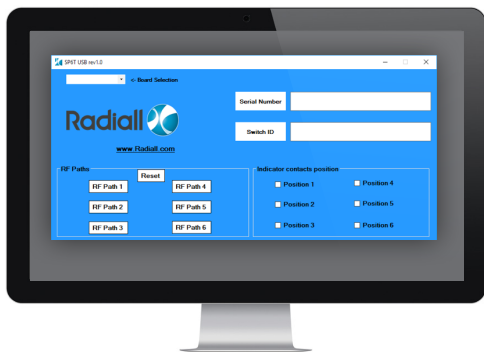 SP6T USB rev1.0
<- Board Selection
Radiall
www.Radiall.com
Serial Number
Switch ID
RF Paths
Reset
RF Path 1
RF Path 4
RF Path 2
RF Path 5
RF Path 3
RF Path 6
Indicator contacts position
Position 1
Position 4
Position 2
Position 5
Position 3
Position 6